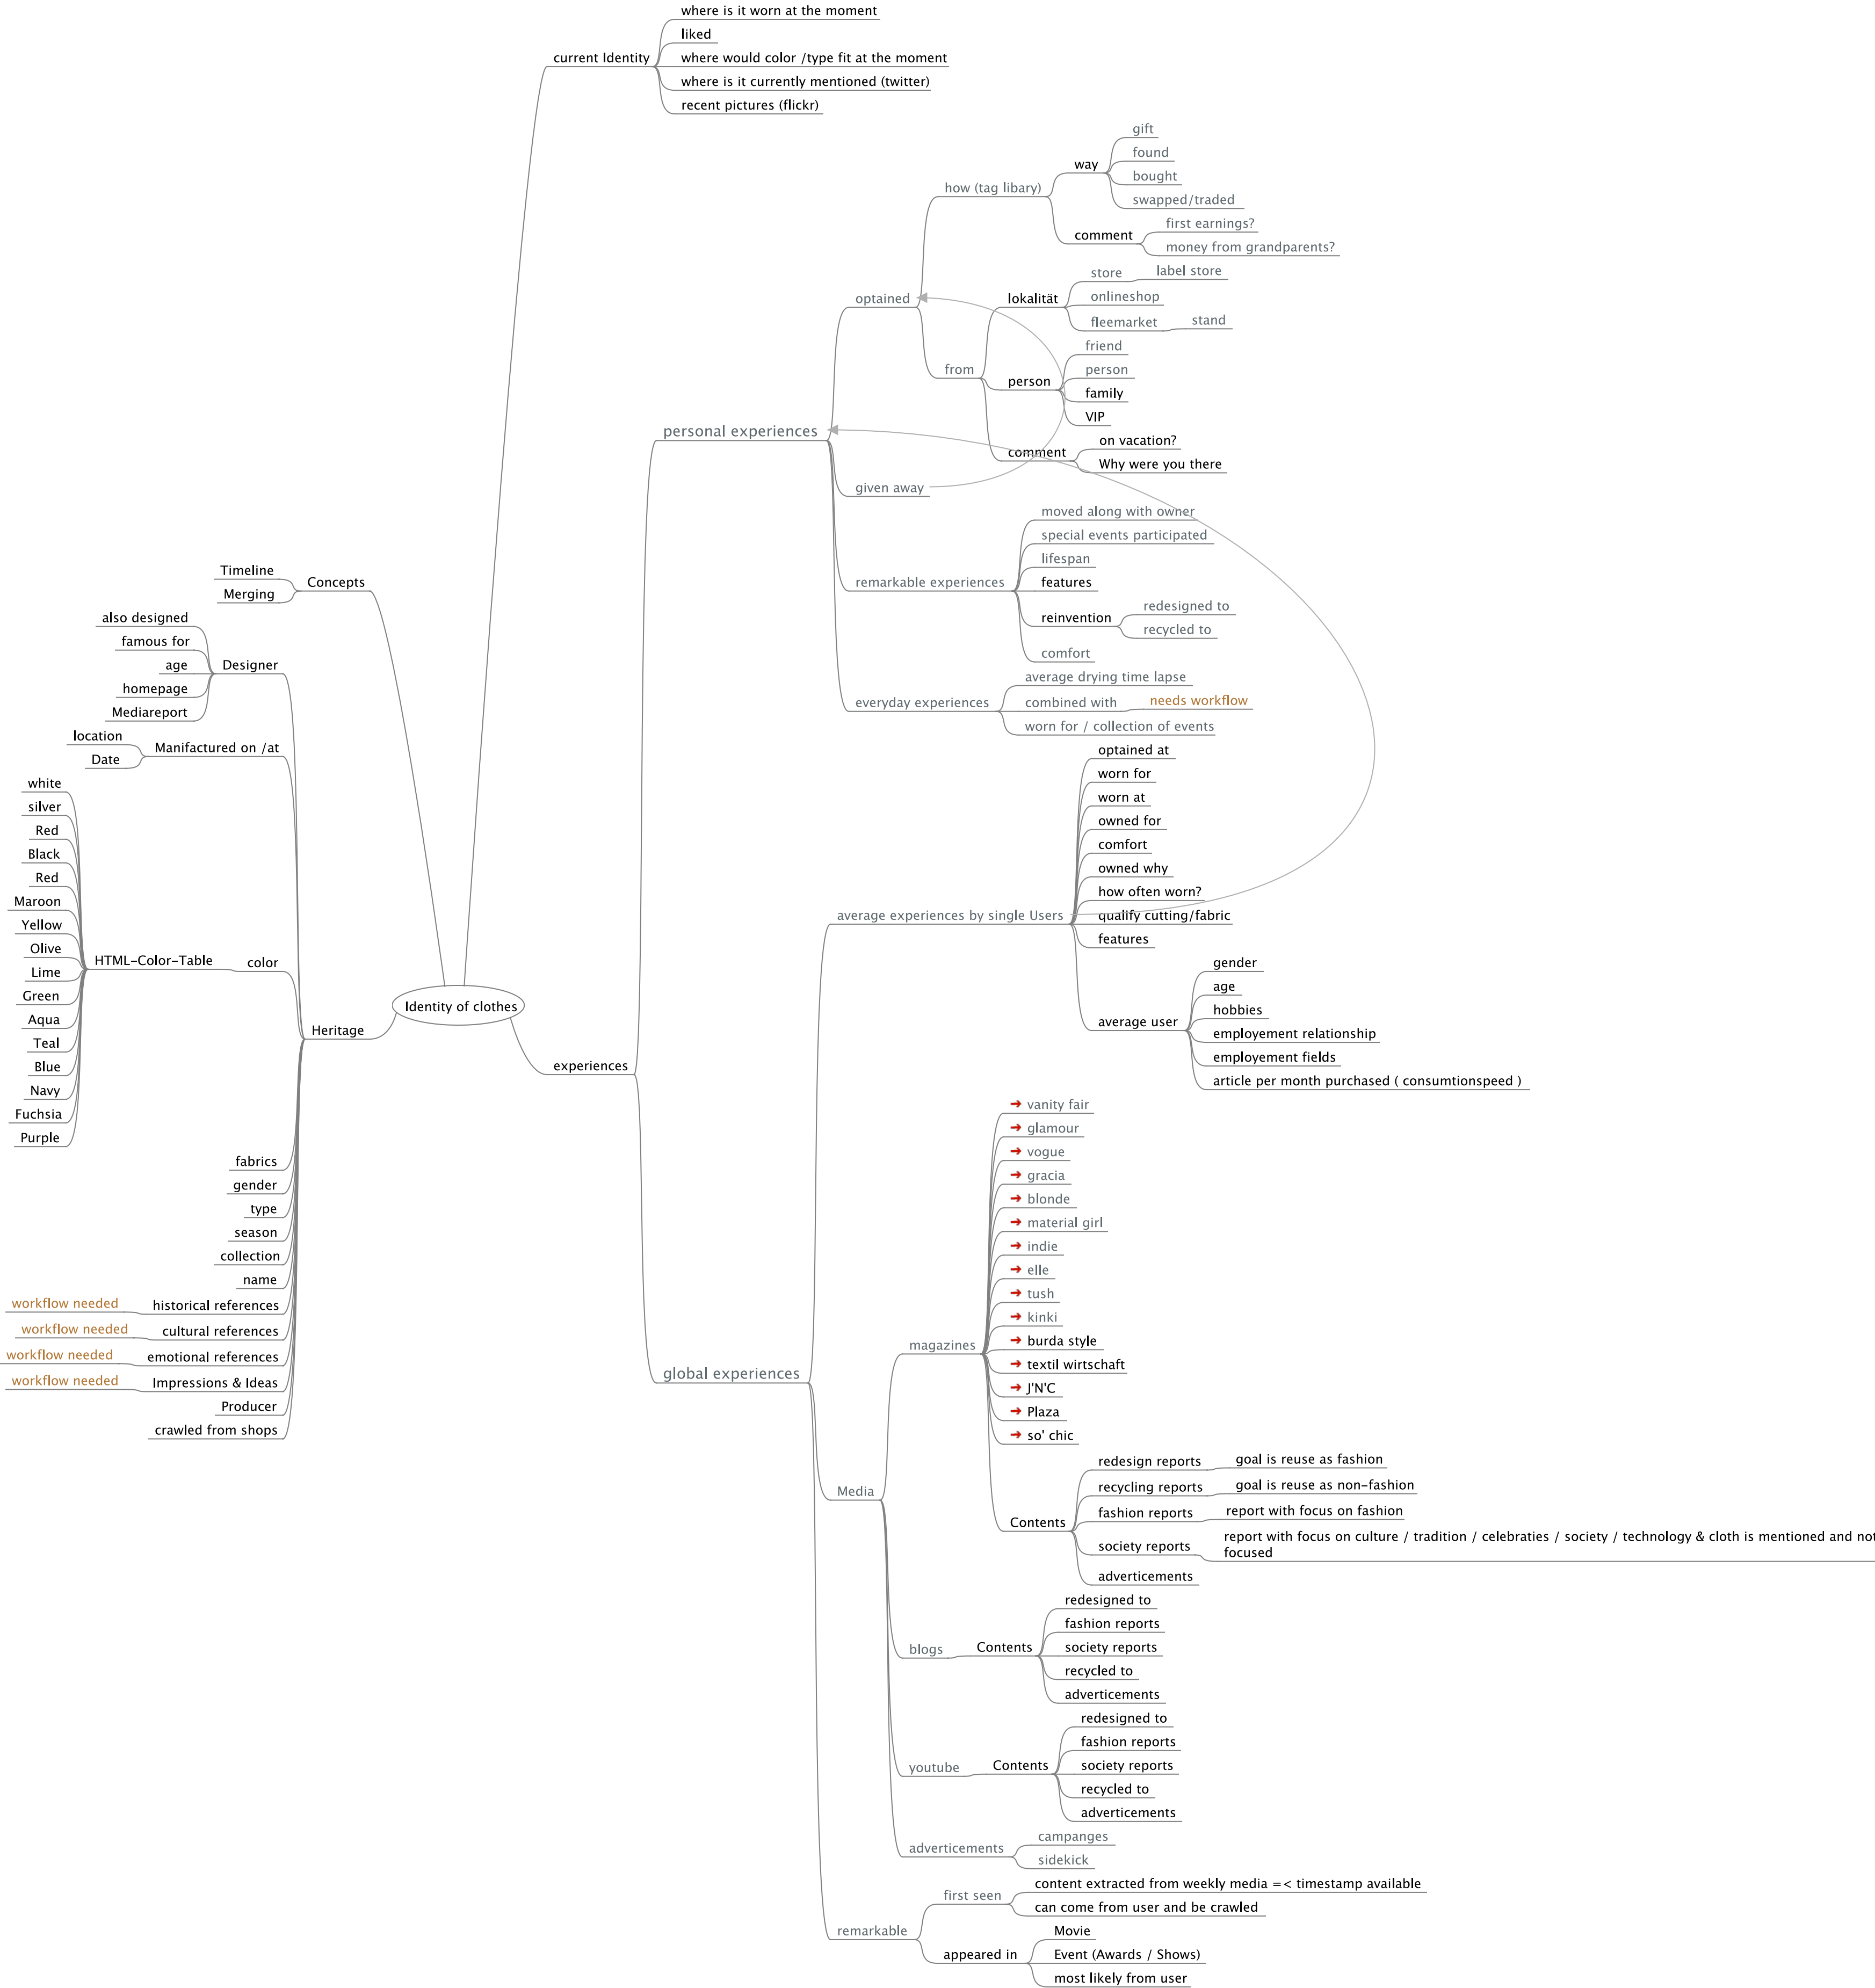 where is it worn at the moment
liked
current Identity
where would color /type fit at the moment
where is it currently mentioned (twitter)
recent pictures (flickr)
gift
found
way
bought
how (tag libary)
swapped/traded
first earnings?
comment
money from grandparents?
store
label store
optained
lokalität
onlineshop
fleemarket
stand
friend
from
person
person
family
VIP
personal experiences
on vacation?
comment
Why were you there
given away
moved along with owner
special events participated
lifespan
remarkable experiences
features
reinvention
redesigned to
recycled to
comfort
average drying time lapse
everyday experiences
combined with
needs workflow
worn for / collection of events
Timeline
Concepts
Merging
also designed
famous for
age
Designer
homepage
Mediareport
location
Manifactured on /at
Date
white
silver
Red
Black
Red
Maroon
Yellow
Olive
HTML-Color-Table
color
Lime
Green
Aqua
Teal
Blue
Navy
Fuchsia
Purple
Identity of clothes
Heritage
experiences
fabrics
gender
type
season
collection
name
workflow needed
historical references
workflow needed
cultural references
workflow needed
emotional references
workflow needed
Impressions & Ideas
Producer
crawled from shops
optained at
worn for
worn at
owned for
comfort
owned why
how often worn?
average experiences by single Users
qualify cutting/fabric
features
gender
age
hobbies
average user
employement relationship
employement fields
article per month purchased ( consumtionspeed )
➜ vanity fair
➜ glamour
➜ vogue
➜ gracia
➜ blonde
➜ material girl
➜ indie
➜ elle
➜ tush
➜ kinki
magazines
➜ burda style
➜ textil wirtschaft
➜ J'N'C
➜ Plaza
➜ so' chic
global experiences
redesign reports
goal is reuse as fashion
recycling reports
goal is reuse as non-fashion
Media
Contents
fashion reports
report with focus on fashion
society reports
report with focus on culture / tradition / celebraties / society / technology & cloth is mentioned and not
focused
adverticements
redesigned to
fashion reports
blogs
Contents
society reports
recycled to
adverticements
redesigned to
fashion reports
youtube
Contents
society reports
recycled to
adverticements
adverticements
campanges
sidekick
first seen
content extracted from weekly media =< timestamp available
can come from user and be crawled
remarkable
appeared in
Movie
Event (Awards / Shows)
most likely from user